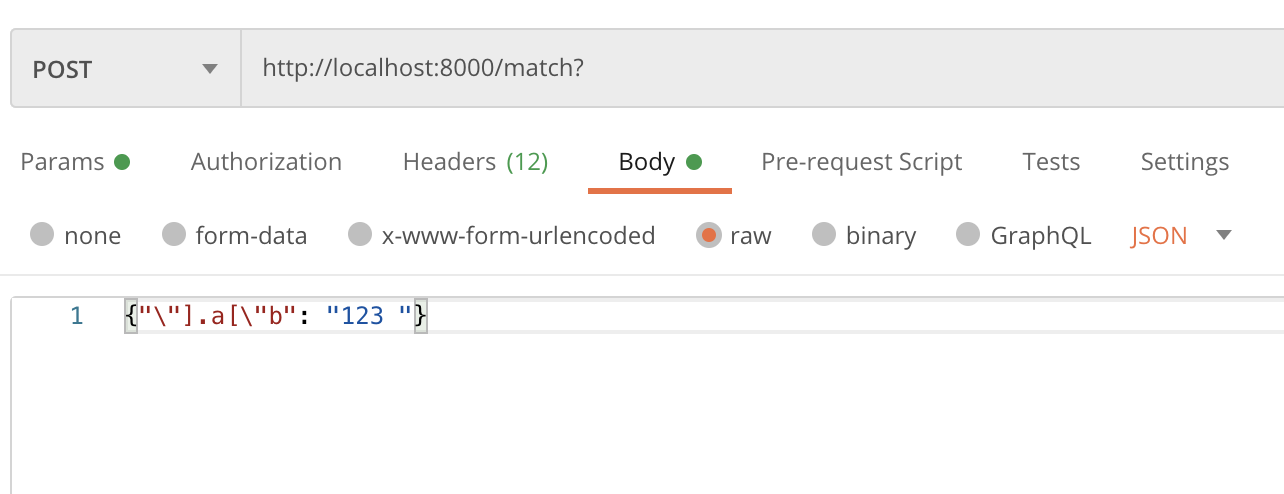 POST http://localhost:8000/match?
Params Authorization Headers (12) Body Pre-request Script Tests Settings
none form-data x-www-form-urlencoded raw binary GraphQL JSON
1 {"\"].a[\"b": "123 "}